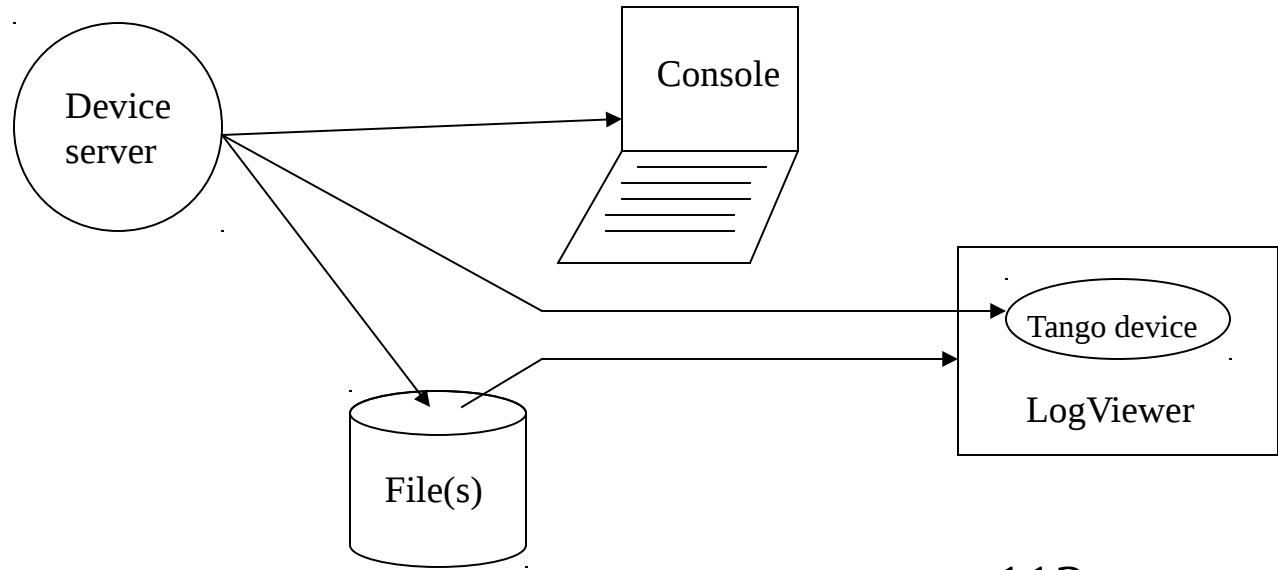 Device
server
Console
Tango device
LogViewer
File(s)